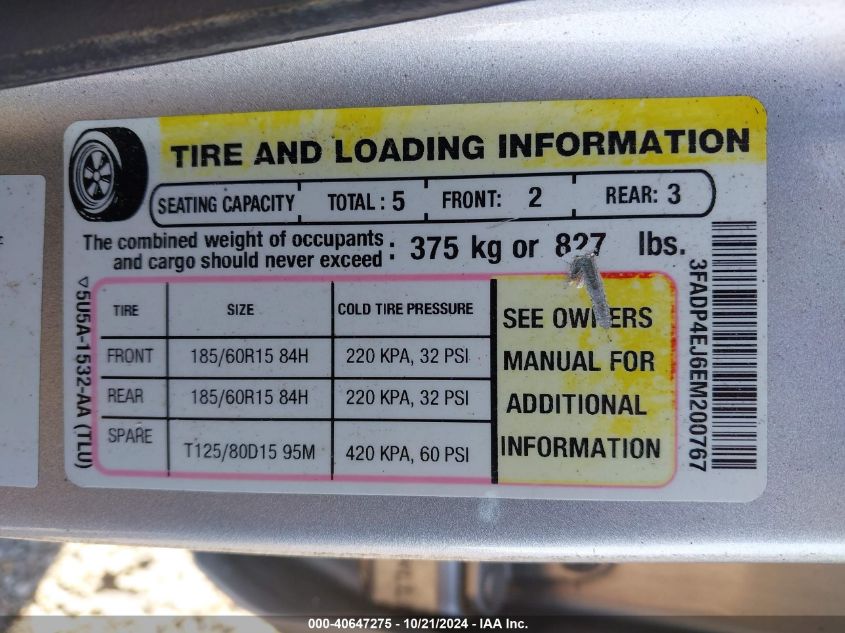 TIRE AND LOADING INFORMATION
SEATING CAPACITY TOTAL: 5 FRONT: 2 REAR: 3
The combined weight of occupants
and cargo should never exceed : 375 kg or 827 lbs.
TIRE SIZE COLD TIRE PRESSURE
FRONT 185/60R15 84H 220 KPA, 32 PSI
REAR 185/60R15 84H 220 KPA, 32 PSI
SPARE T125/80D15 95M 420 KPA, 60 PSI
SEE OWNERS
MANUAL FOR
ADDITIONAL
INFORMATION
5U5A-1532-AA (TLU)
3FADP4EJ6EM200767
000-40647275 - 10/21/2024 - IAA Inc.